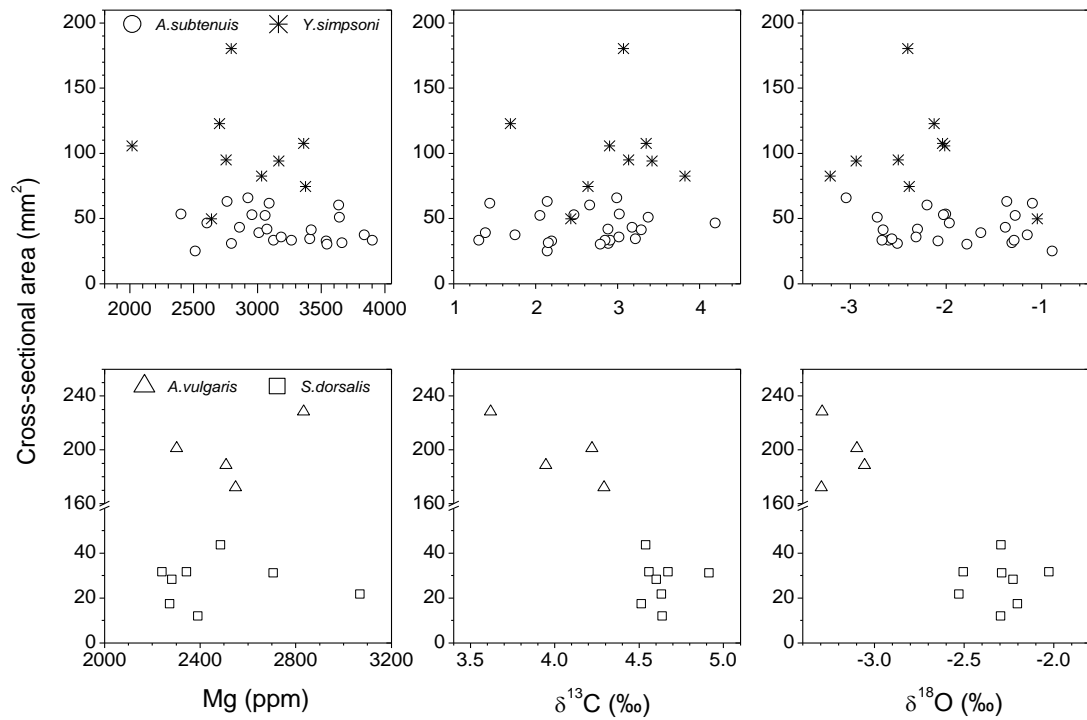 Cross-sectional area (mm²)
200
150
100
50
0
A.subtenuis Y.simpsoni
2000 2500 3000 3500 4000
1 2 3 4
-3 -2 -1
240
200
160
40
20
0
A.vulgaris S.dorsalis
2000 2400 2800 3200
3.5 4.0 4.5 5.0
-3.0 -2.5 -2.0
Mg (ppm) δ¹³C (‰) δ¹⁸O (‰)